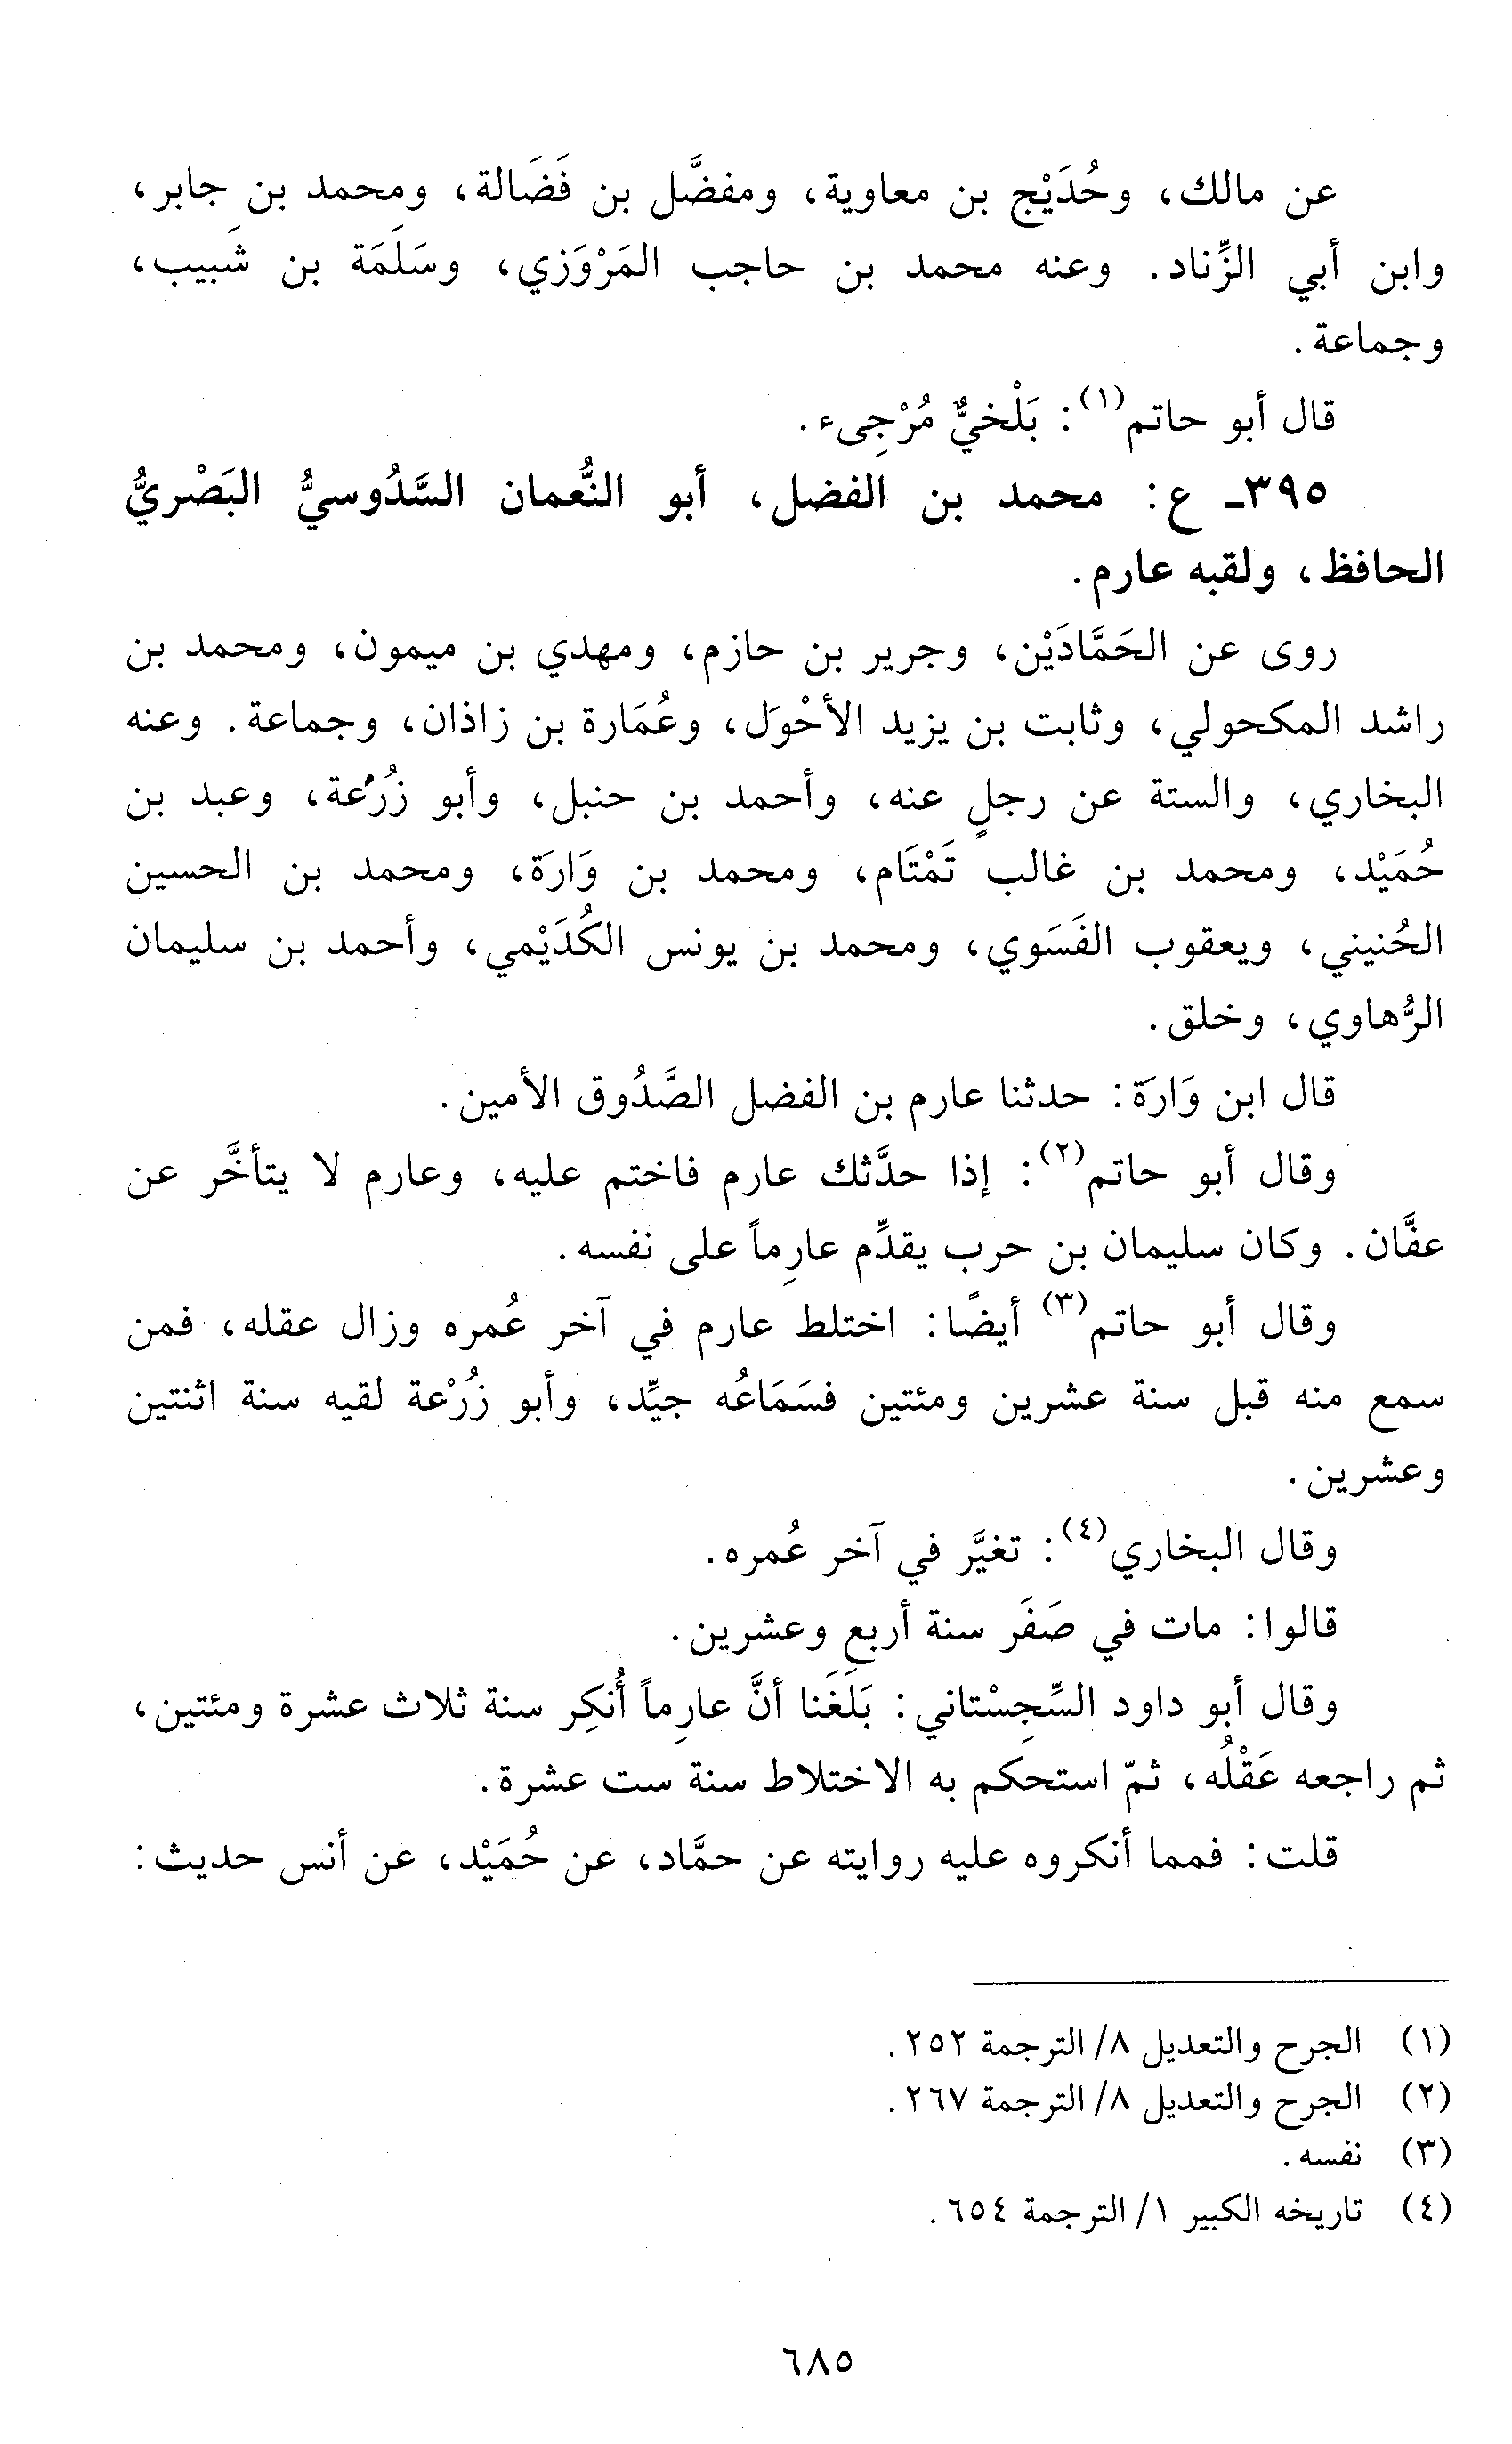 عن مالك، وحُدَيْج بن معاوية، ومفضَّل بن فَضَالة، ومحمد بن جابر،
وابن أبي الزِّناد. وعنه محمد بن حاجب المَرْوَزي، وسَلَمَة بن شَبِيب،
وجماعة.
قال أبو حاتم(١): بَلْخيٌّ مُرْجِىء.
٣٩٥ـ ع: محمد بن الفضل، أبو النُّعمان السَّدُوسيُّ البَصْريُّ
الحافظ، ولقبه عارم.
روى عن الحَمَّادَيْن، وجرير بن حازم، ومهدي بن ميمون، ومحمد بن
راشد المكحولي، وثابت بن يزيد الأحْوَل، وعُمَارة بن زاذان، وجماعة. وعنه
البخاري، والستة عن رجلٍ عنه، وأحمد بن حنبل، وأبو زُرْعة، وعبد بن
حُمَيْد، ومحمد بن غالب تَمْتَام، ومحمد بن وَارَة، ومحمد بن الحسين
الحُنيني، ويعقوب الفَسَوي، ومحمد بن يونس الكُدَيْمي، وأحمد بن سليمان
الرُّهاوي، وخلق.
قال ابن وَارَة: حدثنا عارم بن الفضل الصَّدُوق الأمين.
وقال أبو حاتم(٢): إذا حدَّثك عارم فاختم عليه، وعارم لا يتأخَّر عن
عفَّان. وكان سليمان بن حرب يقدِّم عارِماً على نفسه.
وقال أبو حاتم(٣) أيضًا: اختلط عارم في آخر عُمره وزال عقله، فمن
سمع منه قبل سنة عشرين ومئتين فسَمَاعُه جيِّد، وأبو زُرْعة لقيه سنة اثنتين
وعشرين.
وقال البخاري(٤): تغيَّر في آخر عُمره.
قالوا: مات في صَفَر سنة أربع وعشرين.
وقال أبو داود السِّجِسْتاني: بَلَغَنا أنَّ عارِماً أُنكِر سنة ثلاث عشرة ومئتين،
ثم راجعه عَقْلُه، ثمّ استحكم به الاختلاط سنة ست عشرة.
قلت: فمما أنكروه عليه روايته عن حمَّاد، عن حُمَيْد، عن أنس حديث:
(١) الجرح والتعديل ٨/ الترجمة ٢٥٢.
(٢) الجرح والتعديل ٨/ الترجمة ٢٦٧.
(٣) نفسه.
(٤) تاريخه الكبير ١/ الترجمة ٦٥٤.
٦٨٥